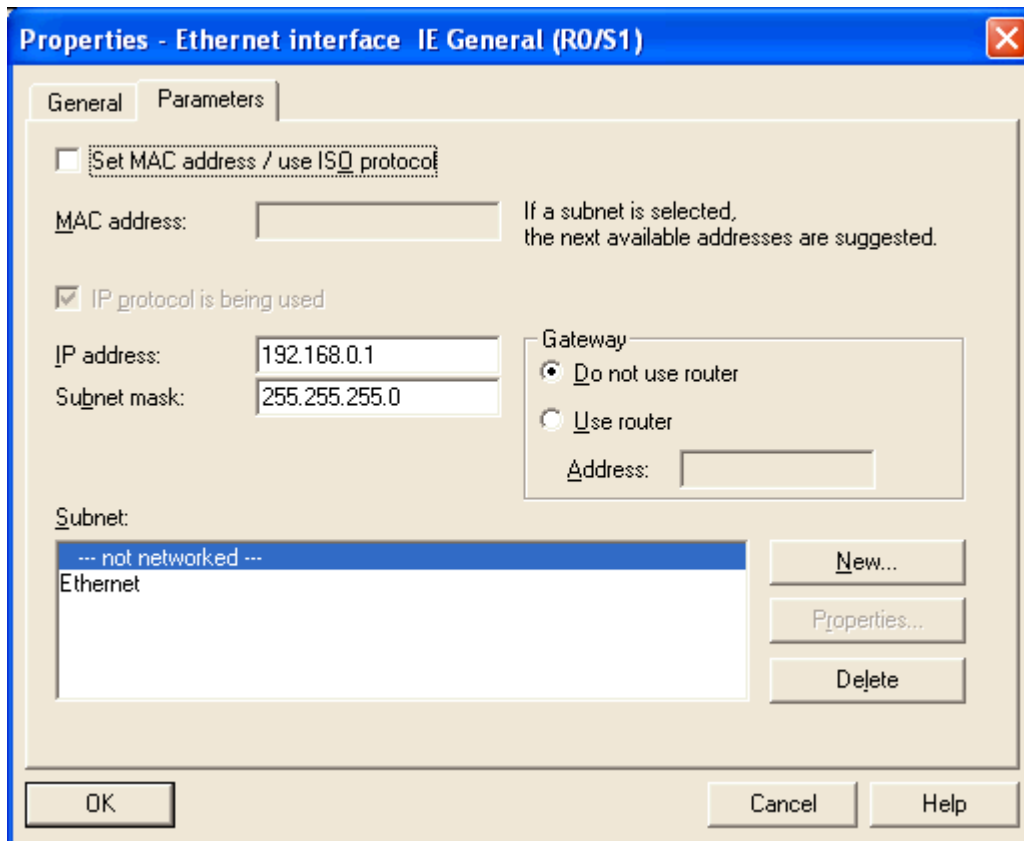 Properties - Ethernet interface  IE General (R0/S1)
General
Parameters
Set MAC address / use ISO protocol
MAC address:
If a subnet is selected,
the next available addresses are suggested.
IP protocol is being used
IP address:
192.168.0.1
Subnet mask:
255.255.255.0
Gateway
Do not use router
Use router
Address:
Subnet:
--- not networked ---
Ethernet
New...
Properties...
Delete
OK
Cancel
Help